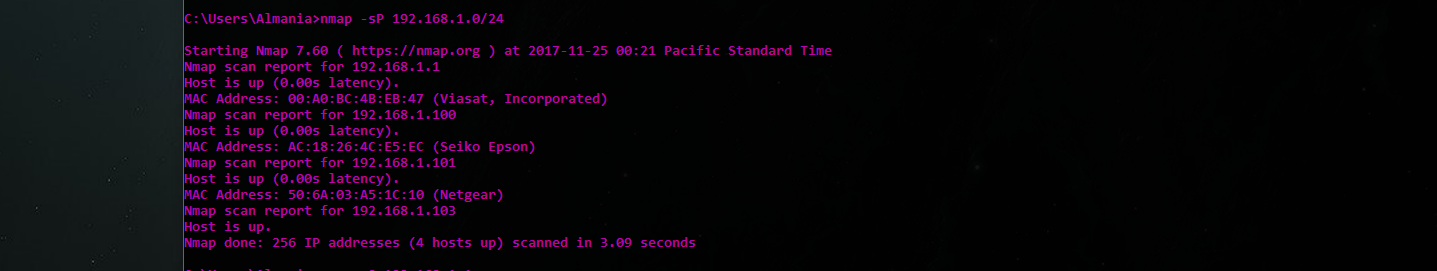 C:\Users\Almania>nmap -sP 192.168.1.0/24
Starting Nmap 7.60 ( https://nmap.org ) at 2017-11-25 00:21 Pacific Standard Time
Nmap scan report for 192.168.1.1
Host is up (0.00s latency).
MAC Address: 00:A0:BC:4B:EB:47 (Viasat, Incorporated)
Nmap scan report for 192.168.1.100
Host is up (0.00s latency).
MAC Address: AC:18:26:4C:E5:EC (Seiko Epson)
Nmap scan report for 192.168.1.101
Host is up (0.00s latency).
MAC Address: 50:6A:03:A5:1C:10 (Netgear)
Nmap scan report for 192.168.1.103
Host is up.
Nmap done: 256 IP addresses (4 hosts up) scanned in 3.09 seconds